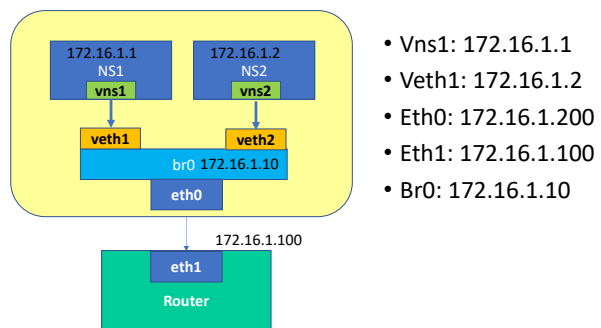 172.16.1.1
NS1
vns1
172.16.1.2
NS2
vns2
veth1
veth2
br0 172.16.1.10
eth0
172.16.1.100
eth1
Router
• Vns1: 172.16.1.1
• Veth1: 172.16.1.2
• Eth0: 172.16.1.200
• Eth1: 172.16.1.100
• Br0: 172.16.1.10